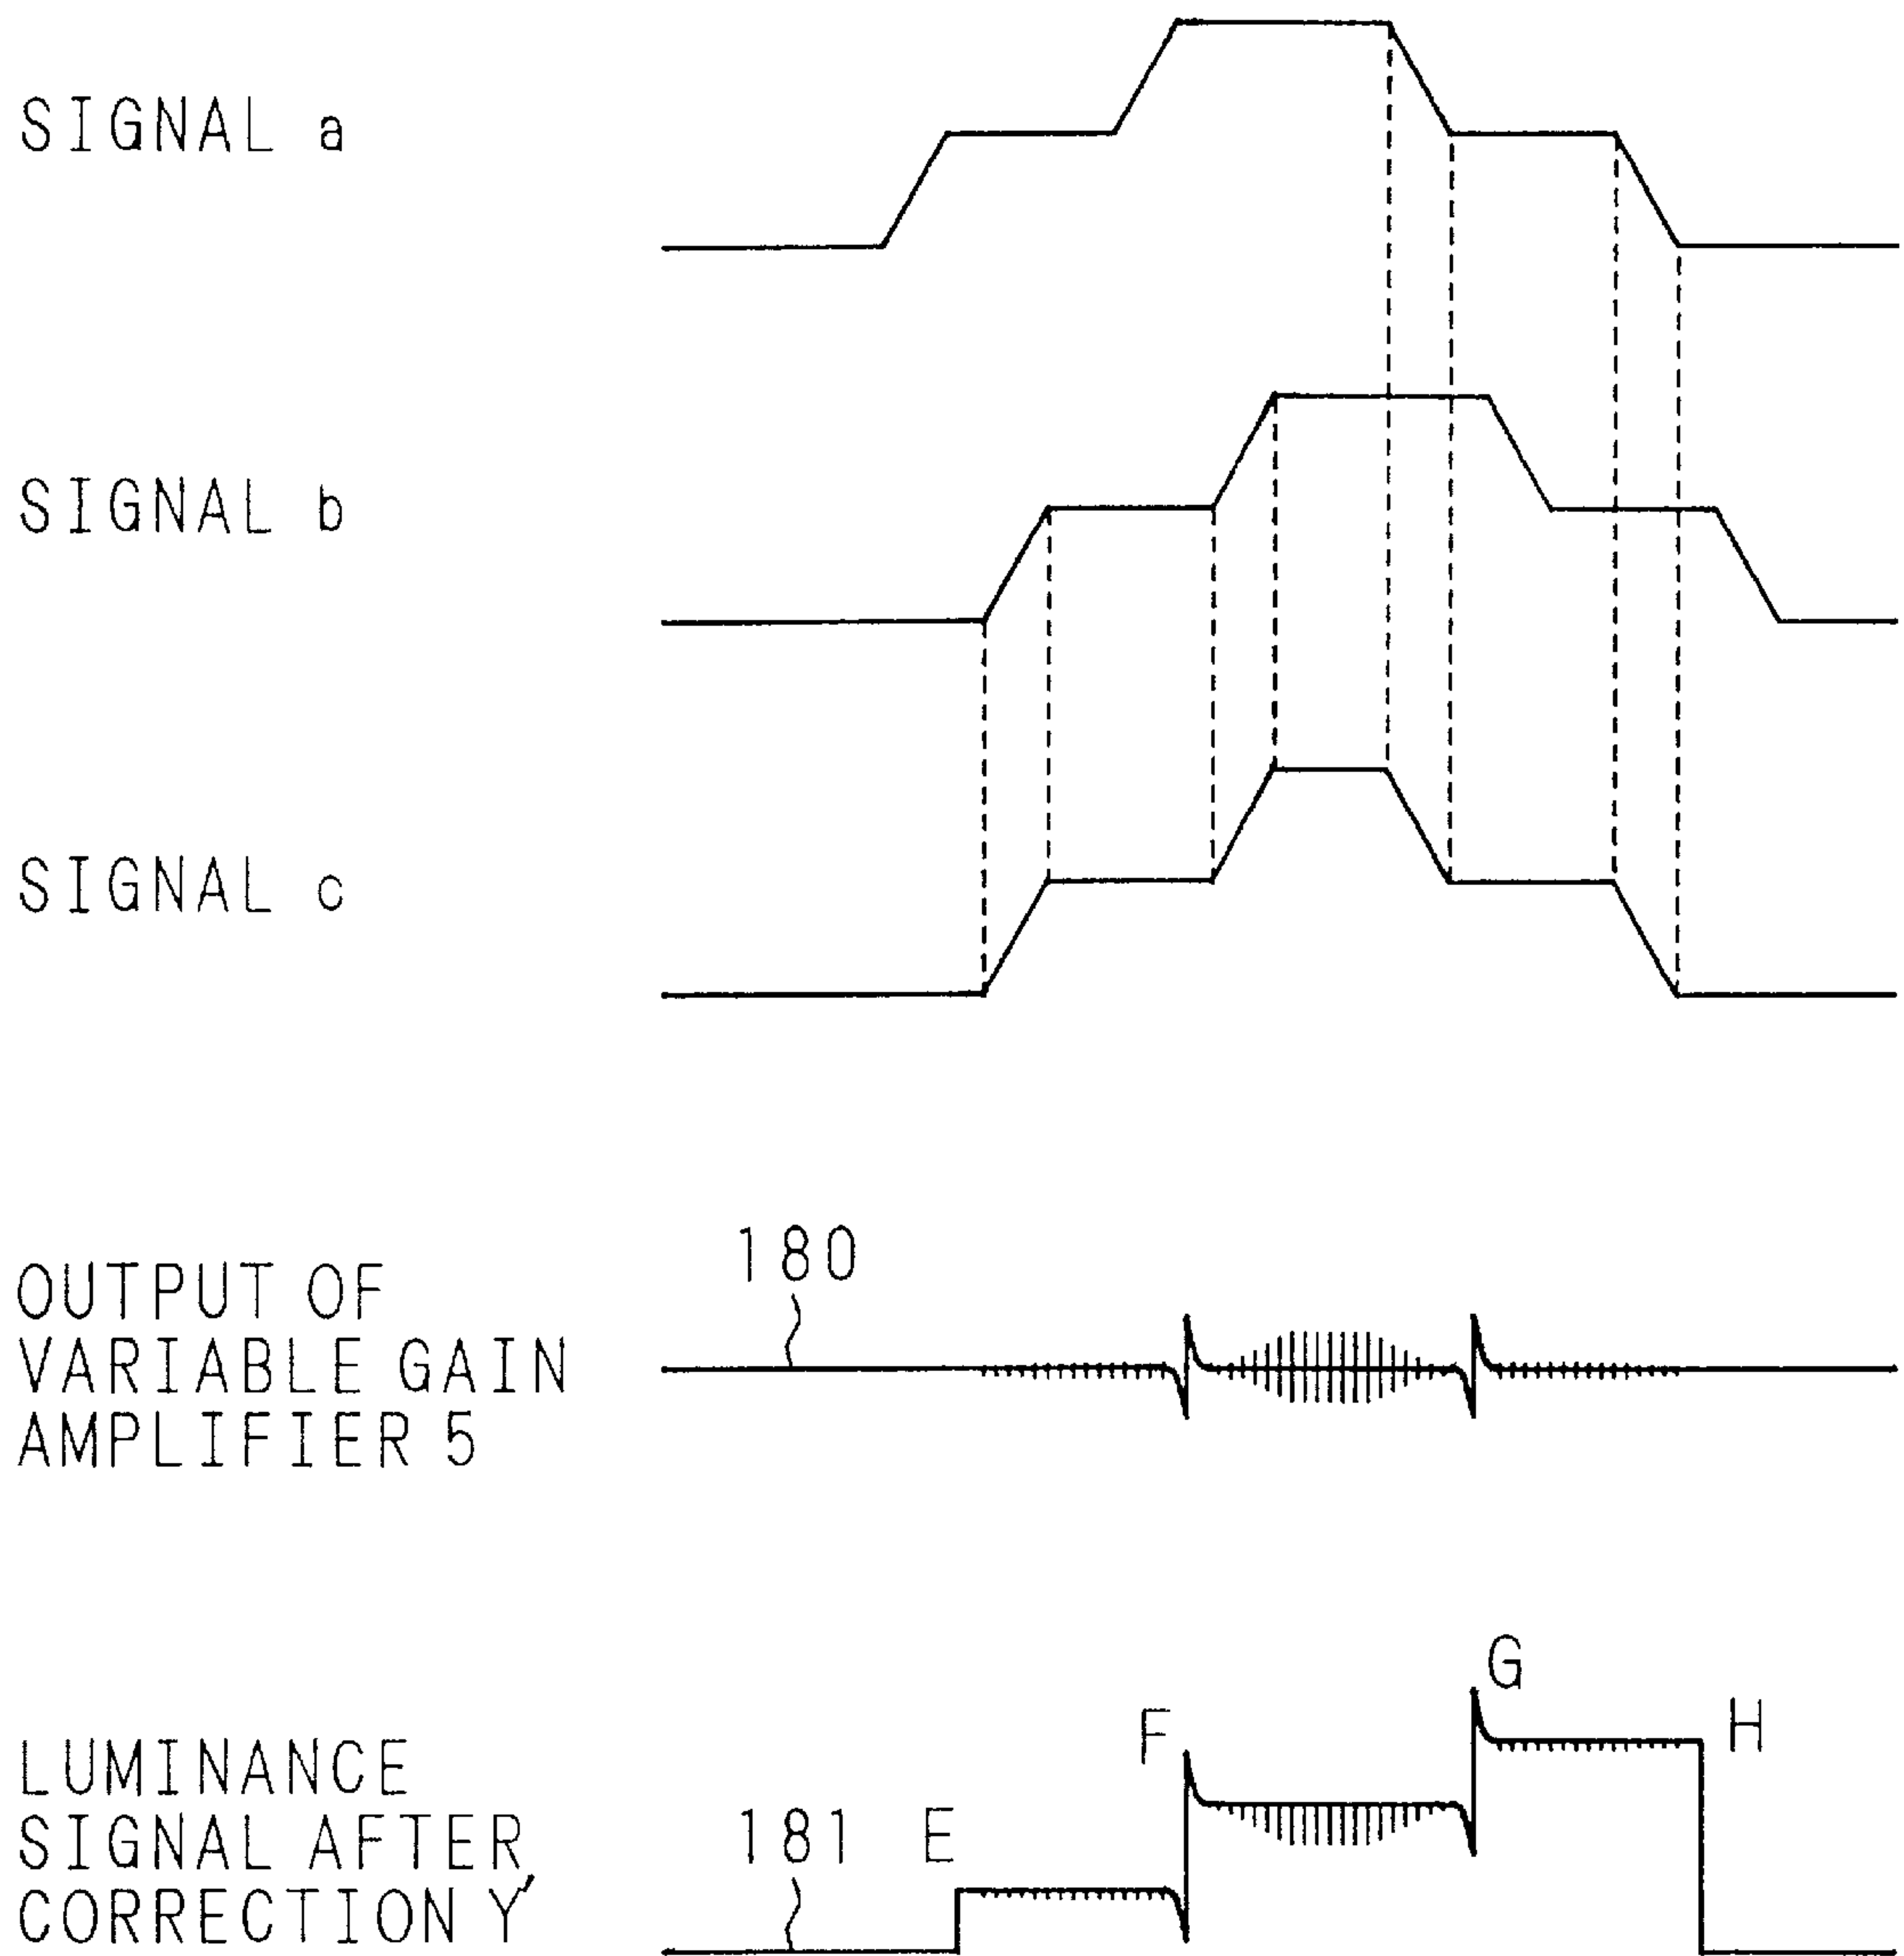 SIGNAL a
SIGNAL b
SIGNAL c
180
OUTPUT OF
VARIABLE GAIN
AMPLIFIER 5
G
F
H
LUMINANCE
SIGNAL AFTER
CORRECTION Y'
181
E